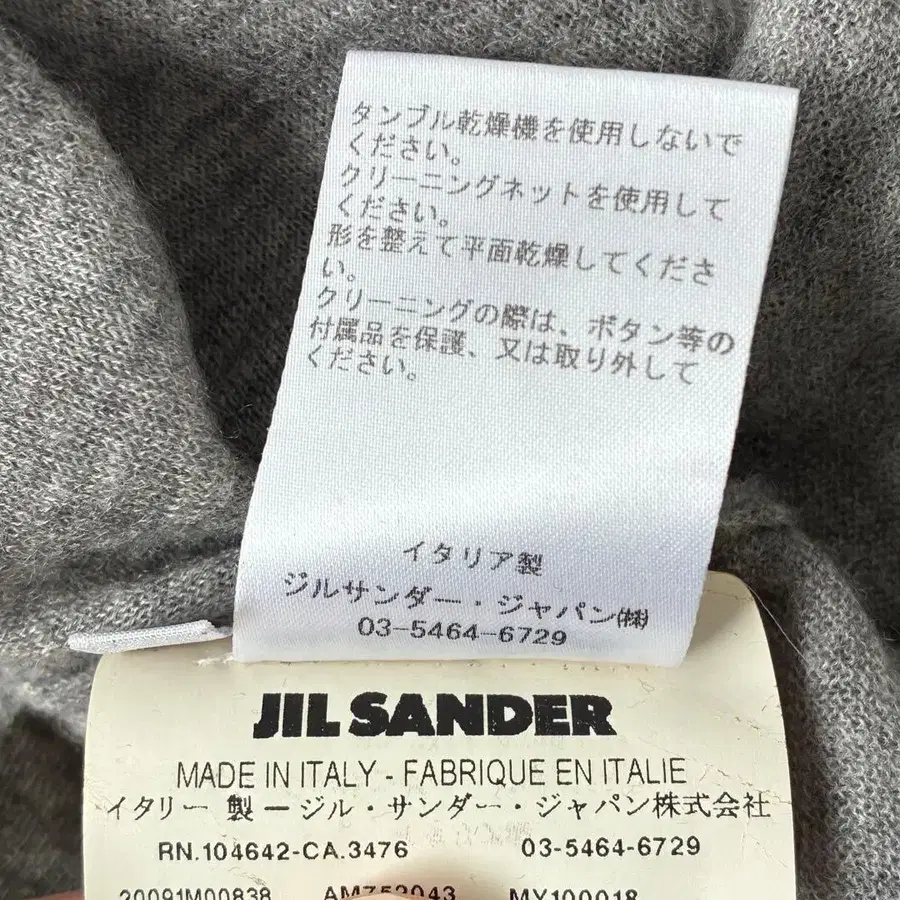 タンブル乾燥機を使用しないで
ください。
クリーニングネットを使用して
ください。
形を整えて平面乾燥してくださ
い。
クリーニングの際は、ボタン等の
付属品を保護、又は取り外して
ください。
イタリア製
ジルサンダー・ジャパン㈱
03-5464-6729
JIL SANDER
MADE IN ITALY - FABRIQUE EN ITALIE
イタリー 製 ー ジル・サンダー・ジャパン株式会社
RN.104642-CA.3476 03-5464-6729
20091M00838 AM752043 MY100018